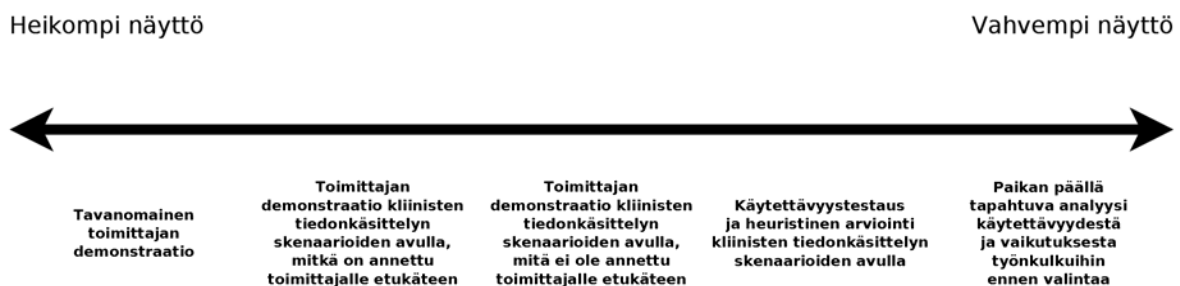 Heikompi näyttö
Vahvempi näyttö
Tavanomainen
toimittajan
demonstraatio
Toimittajan
demonstraatio kliinisten
tiedonkäsittelyn
skenaarioiden avulla,
mitkä on annettu
toimittajalle etukäteen
Toimittajan
demonstraatio kliinisten
tiedonkäsittelyn
skenaarioiden avulla,
mitä ei ole annettu
toimittajalle etukäteen
Käytettävyystestaus
ja heuristinen arviointi
kliinisten tiedonkäsittelyn
skenaarioiden avulla
Paikan päällä
tapahtuva analyysi
käytettävyydestä
ja vaikutuksesta
työnkulkuihin
ennen valintaa